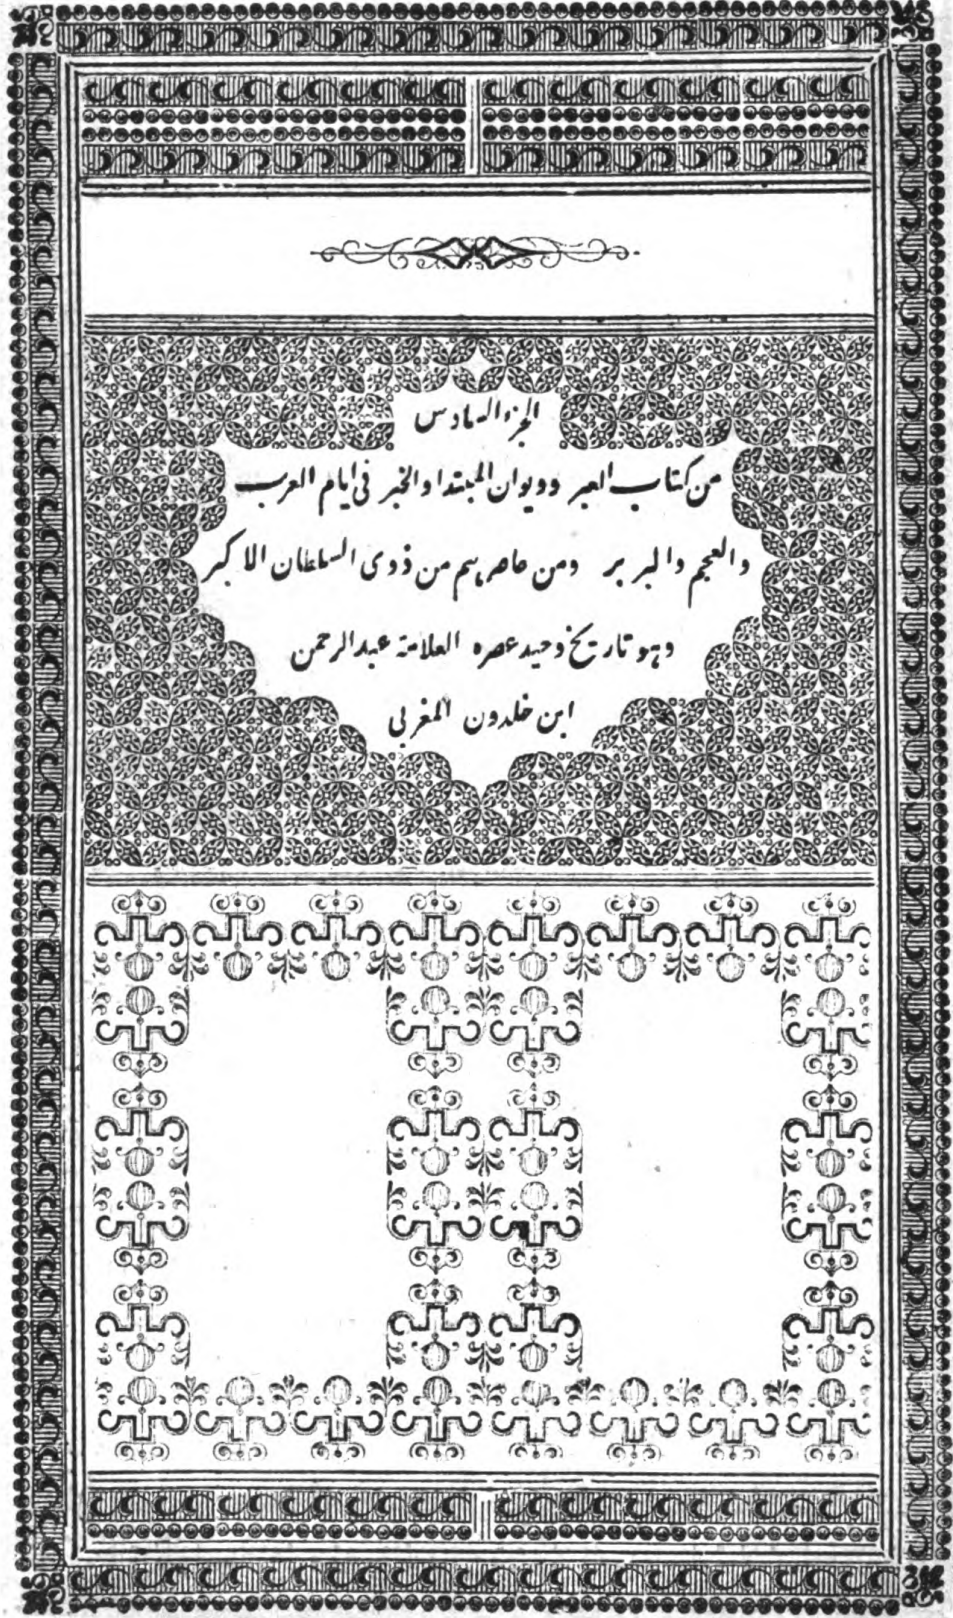 الجزء السادس
من كتاب العبر وديوان المبتدا والخبر في ايام العرب
والعجم والبربر ومن عاصرهم من ذوى السلطان الاكبر
وهو تاريخ وحيد عصره العلامة عبد الرحمن
ابن خلدون المغربي